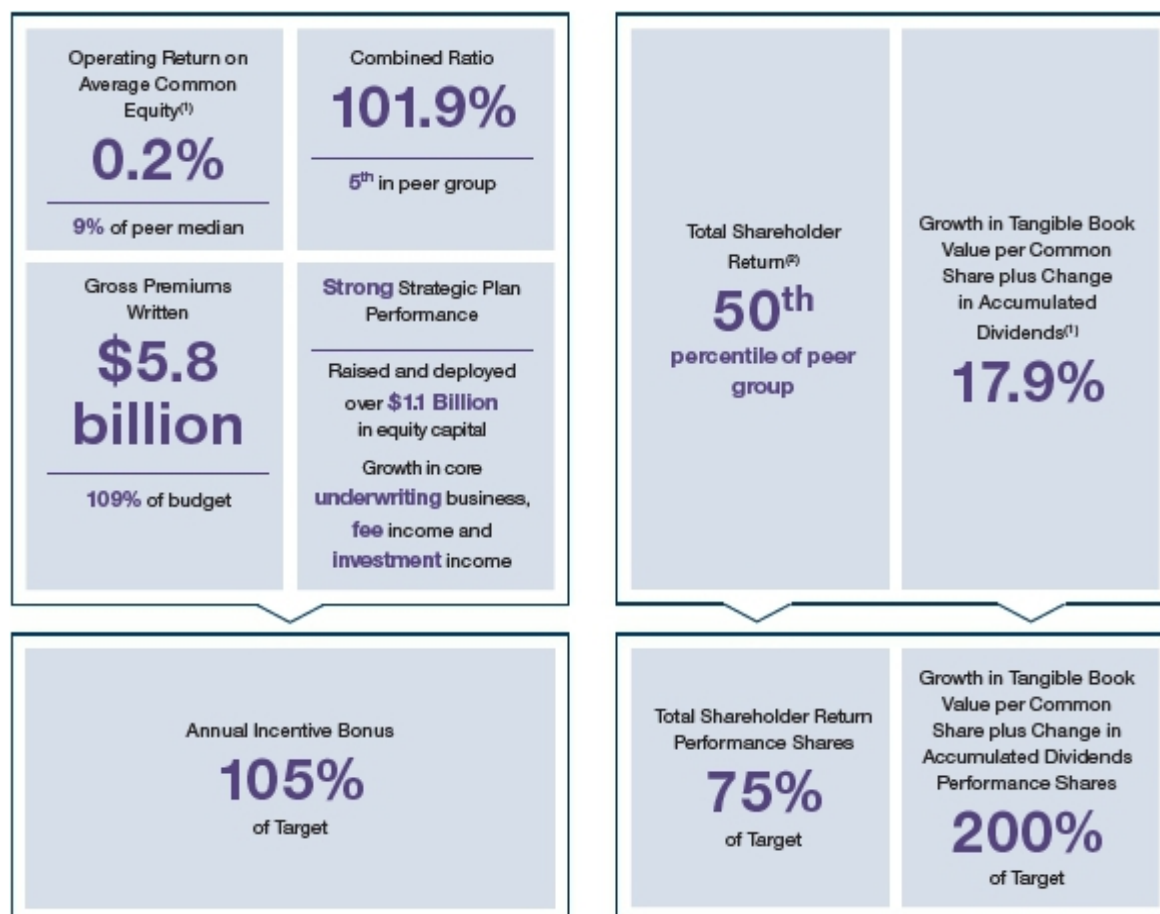 Operating Return on
Average Common
Equity(1)
0.2%
9% of peer median
Combined Ratio
101.9%
5th in peer group
Gross Premiums
Written
$5.8
billion
109% of budget
Strong Strategic Plan
Performance
Raised and deployed
over $1.1 Billion
in equity capital
Growth in core
underwriting business,
fee income and
investment income
Total Shareholder
Return(2)
50th
percentile of peer
group
Growth in Tangible Book
Value per Common
Share plus Change
in Accumulated
Dividends(1)
17.9%
Annual Incentive Bonus
105%
of Target
Total Shareholder Return
Performance Shares
75%
of Target
Growth in Tangible Book
Value per Common
Share plus Change in
Accumulated Dividends
Performance Shares
200%
of Target